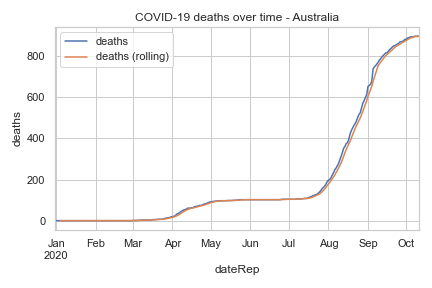 COVID-19 deaths over time - Australia
deaths
deaths (rolling)
800
600
400
200
0
deaths
Jan Feb Mar Apr May Jun Jul Aug Sep Oct
2020
dateRep